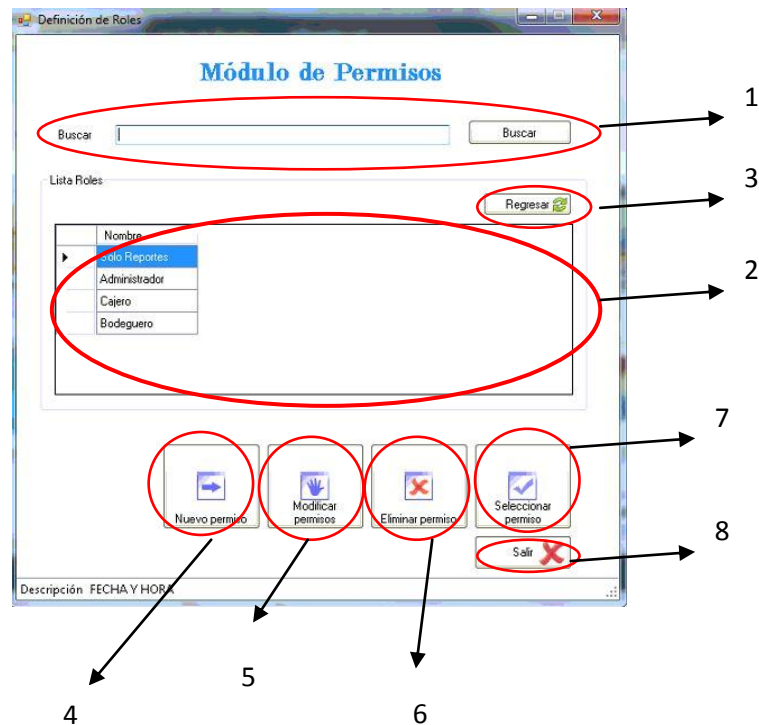 Definición de Roles
Módulo de Permisos
1
Buscar
Buscar
Lista Roles
3
Regresar
Nombre
Solo Reportes
2
Administrador
Cajero
Bodeguero
7
Nuevo permiso
Modificar
permisos
Eliminar permiso
Seleccionar
permiso
8
Salir
Descripción FECHA Y HORA
5
4
6